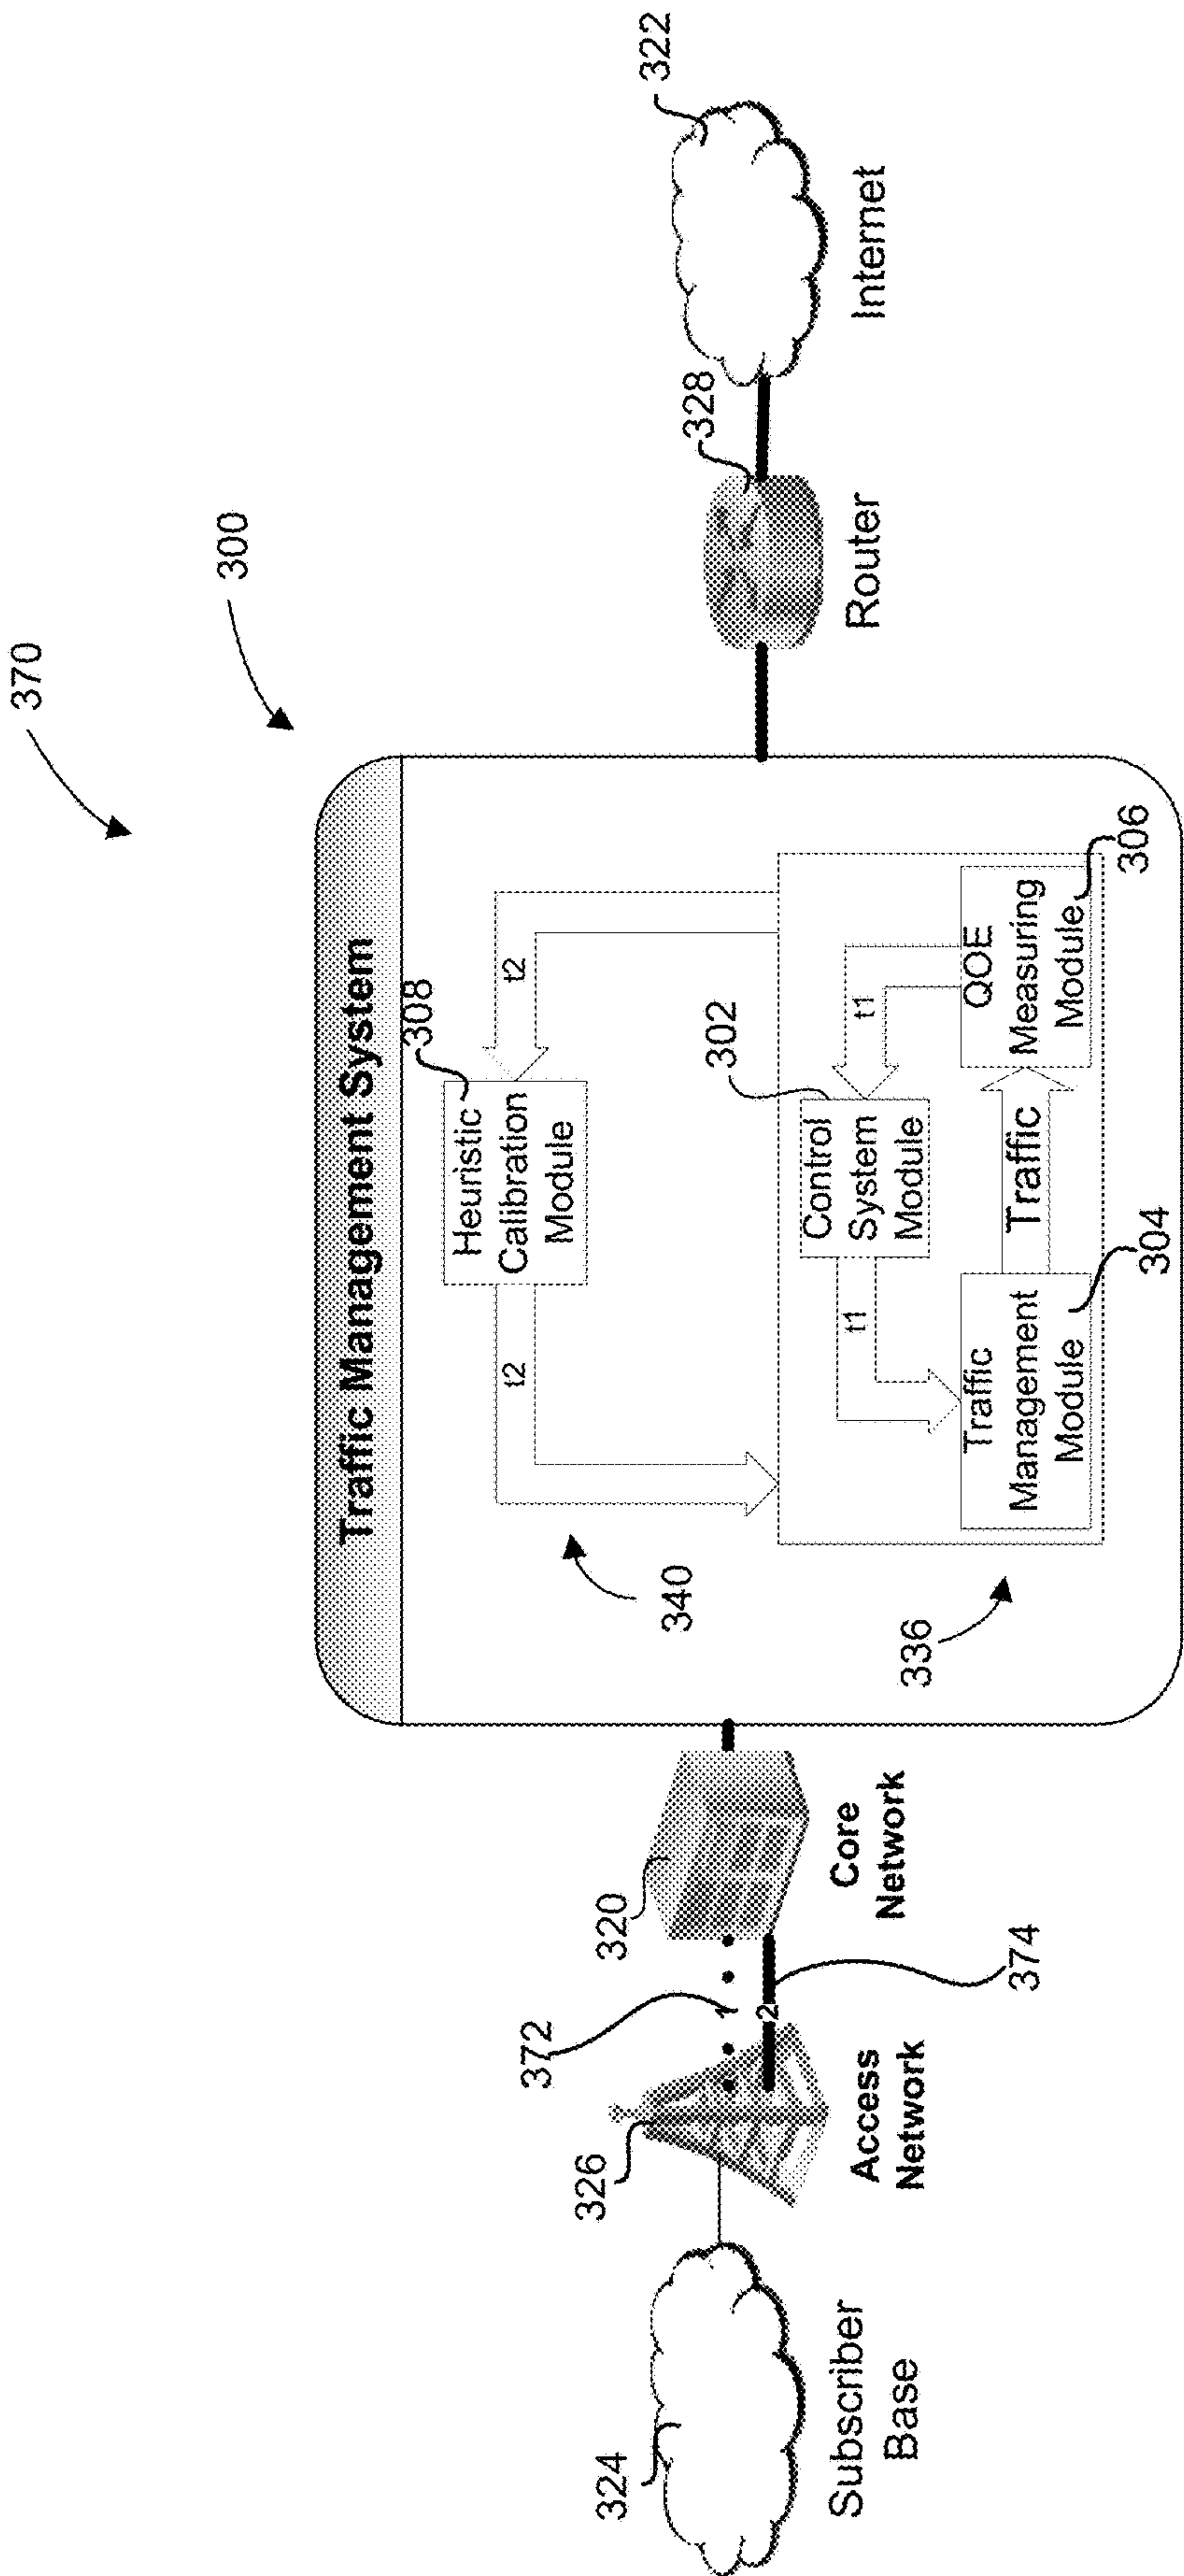 370
300
Traffic Management System
308
Heuristic
Calibration
Module
t2
t2
340
302
Control
System
Module
t1
t1
Traffic
Management
Module
304
Traffic
QOE
Measuring
Module
306
336
324
Subscriber
Base
326
Access
Network
372
1
2
374
320
Core
Network
328
Router
322
Internet